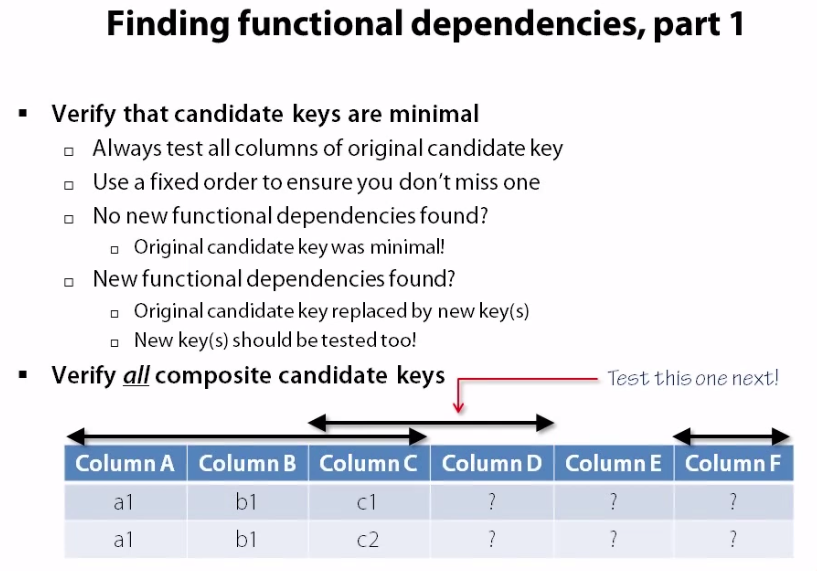 Finding functional dependencies, part 1
▪ Verify that candidate keys are minimal
▫ Always test all columns of original candidate key
▫ Use a fixed order to ensure you don't miss one
▫ No new functional dependencies found?
▫ Original candidate key was minimal!
▫ New functional dependencies found?
▫ Original candidate key replaced by new key(s)
▫ New key(s) should be tested too!
▪ Verify all composite candidate keys
Test this one next!
Column A Column B Column C Column D Column E Column F
a1 b1 c1 ? ? ?
a1 b1 c2 ? ? ?